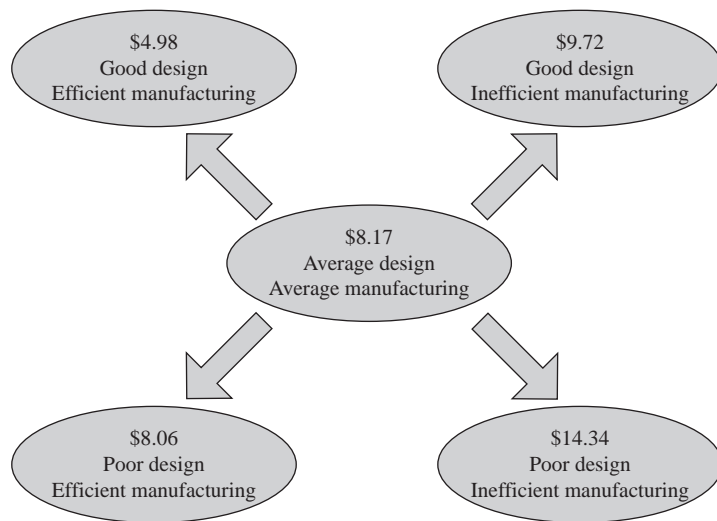 $4.98
Good design
Efficient manufacturing
$9.72
Good design
Inefficient manufacturing
$8.17
Average design
Average manufacturing
$8.06
Poor design
Efficient manufacturing
$14.34
Poor design
Inefficient manufacturing